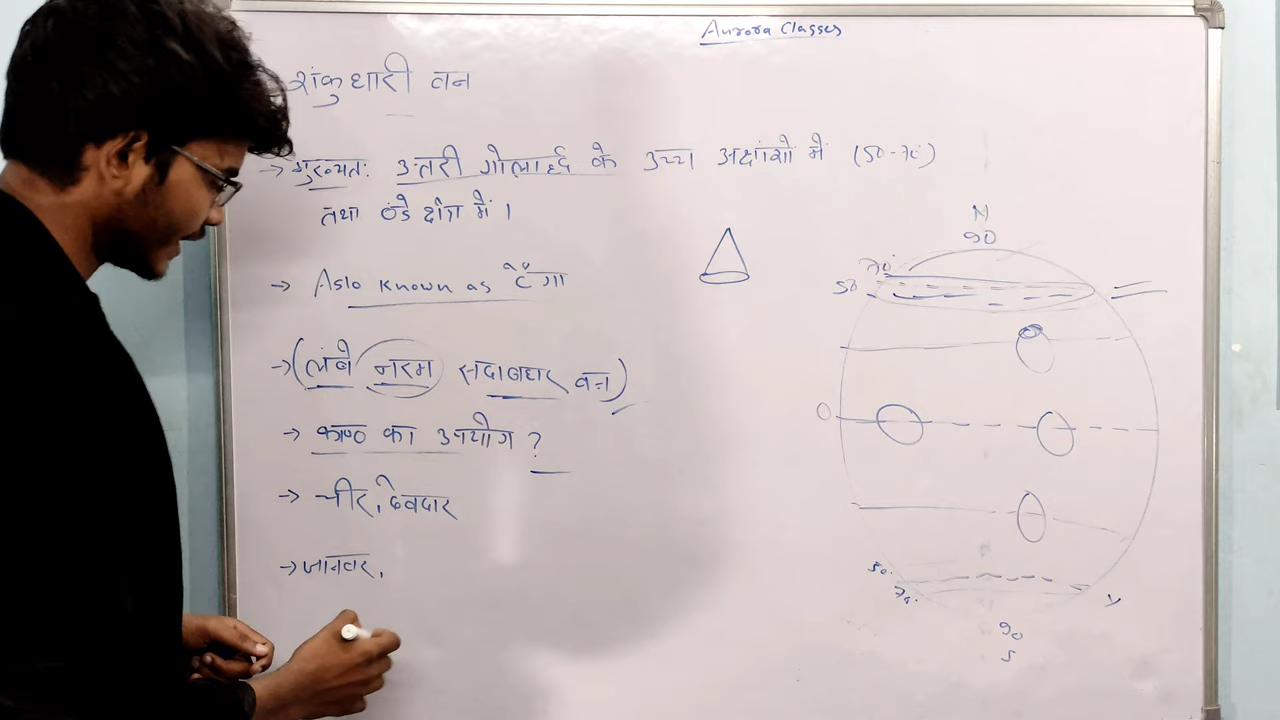 Aurora Classes
शंकुधारी वन
→ मुख्यतः उत्तरी गोलार्द्ध के उच्च अक्षांशो में (50-70°)
तथा ठंडे क्षेत्र में।
→ Aslo known as टैगा
→ (लंबे नरम सदाबहार वन)
→ काष्ठ का उपयोग ?
→ चीर, देवदार
→ जानवर,
N
90
70°
50
0
50.
70.
90
S